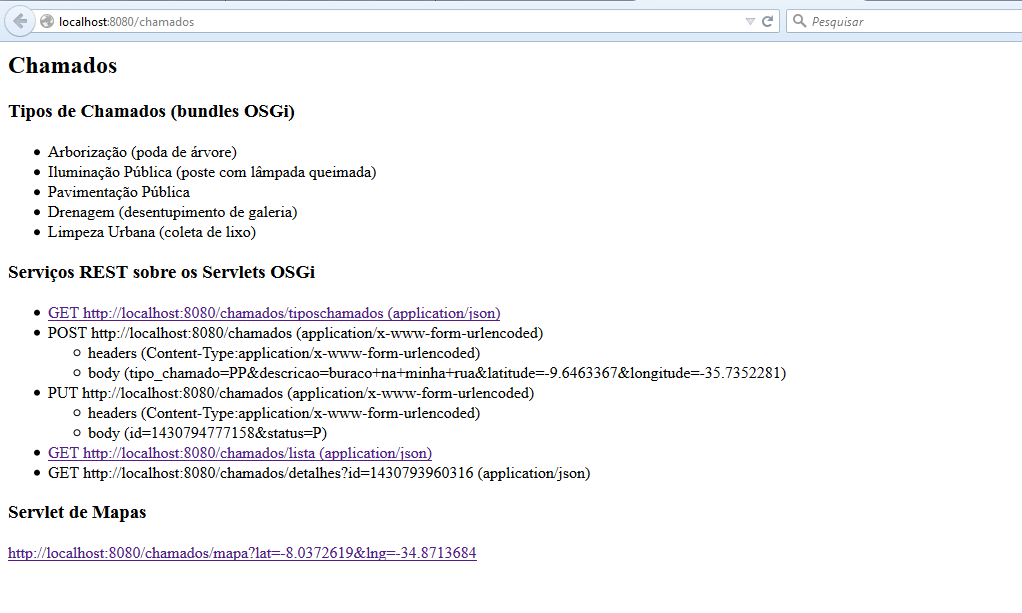 localhost:8080/chamados
Pesquisar
Chamados
Tipos de Chamados (bundles OSGi)
Arborização (poda de árvore)
Iluminação Pública (poste com lâmpada queimada)
Pavimentação Pública
Drenagem (desentupimento de galeria)
Limpeza Urbana (coleta de lixo)
Serviços REST sobre os Servlets OSGi
GET http://localhost:8080/chamados/tiposchamados (application/json)
POST http://localhost:8080/chamados (application/x-www-form-urlencoded)
headers (Content-Type:application/x-www-form-urlencoded)
body (tipo_chamado=PP&descricao=buraco+na+minha+rua&latitude=-9.6463367&longitude=-35.7352281)
PUT http://localhost:8080/chamados (application/x-www-form-urlencoded)
headers (Content-Type:application/x-www-form-urlencoded)
body (id=1430794777158&status=P)
GET http://localhost:8080/chamados/lista (application/json)
GET http://localhost:8080/chamados/detalhes?id=1430793960316 (application/json)
Servlet de Mapas
http://localhost:8080/chamados/mapa?lat=-8.0372619&lng=-34.8713684